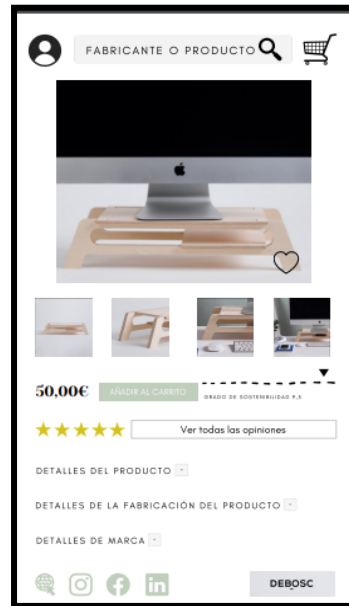 FABRICANTE O PRODUCTO
50,00€ AÑADIR AL CARRITO
GRADO DE SOSTENIBILIDAD 9,5
Ver todas las opiniones
DETALLES DEL PRODUCTO
DETALLES DE LA FABRICACIÓN DEL PRODUCTO
DETALLES DE MARCA
in
DEBOSC